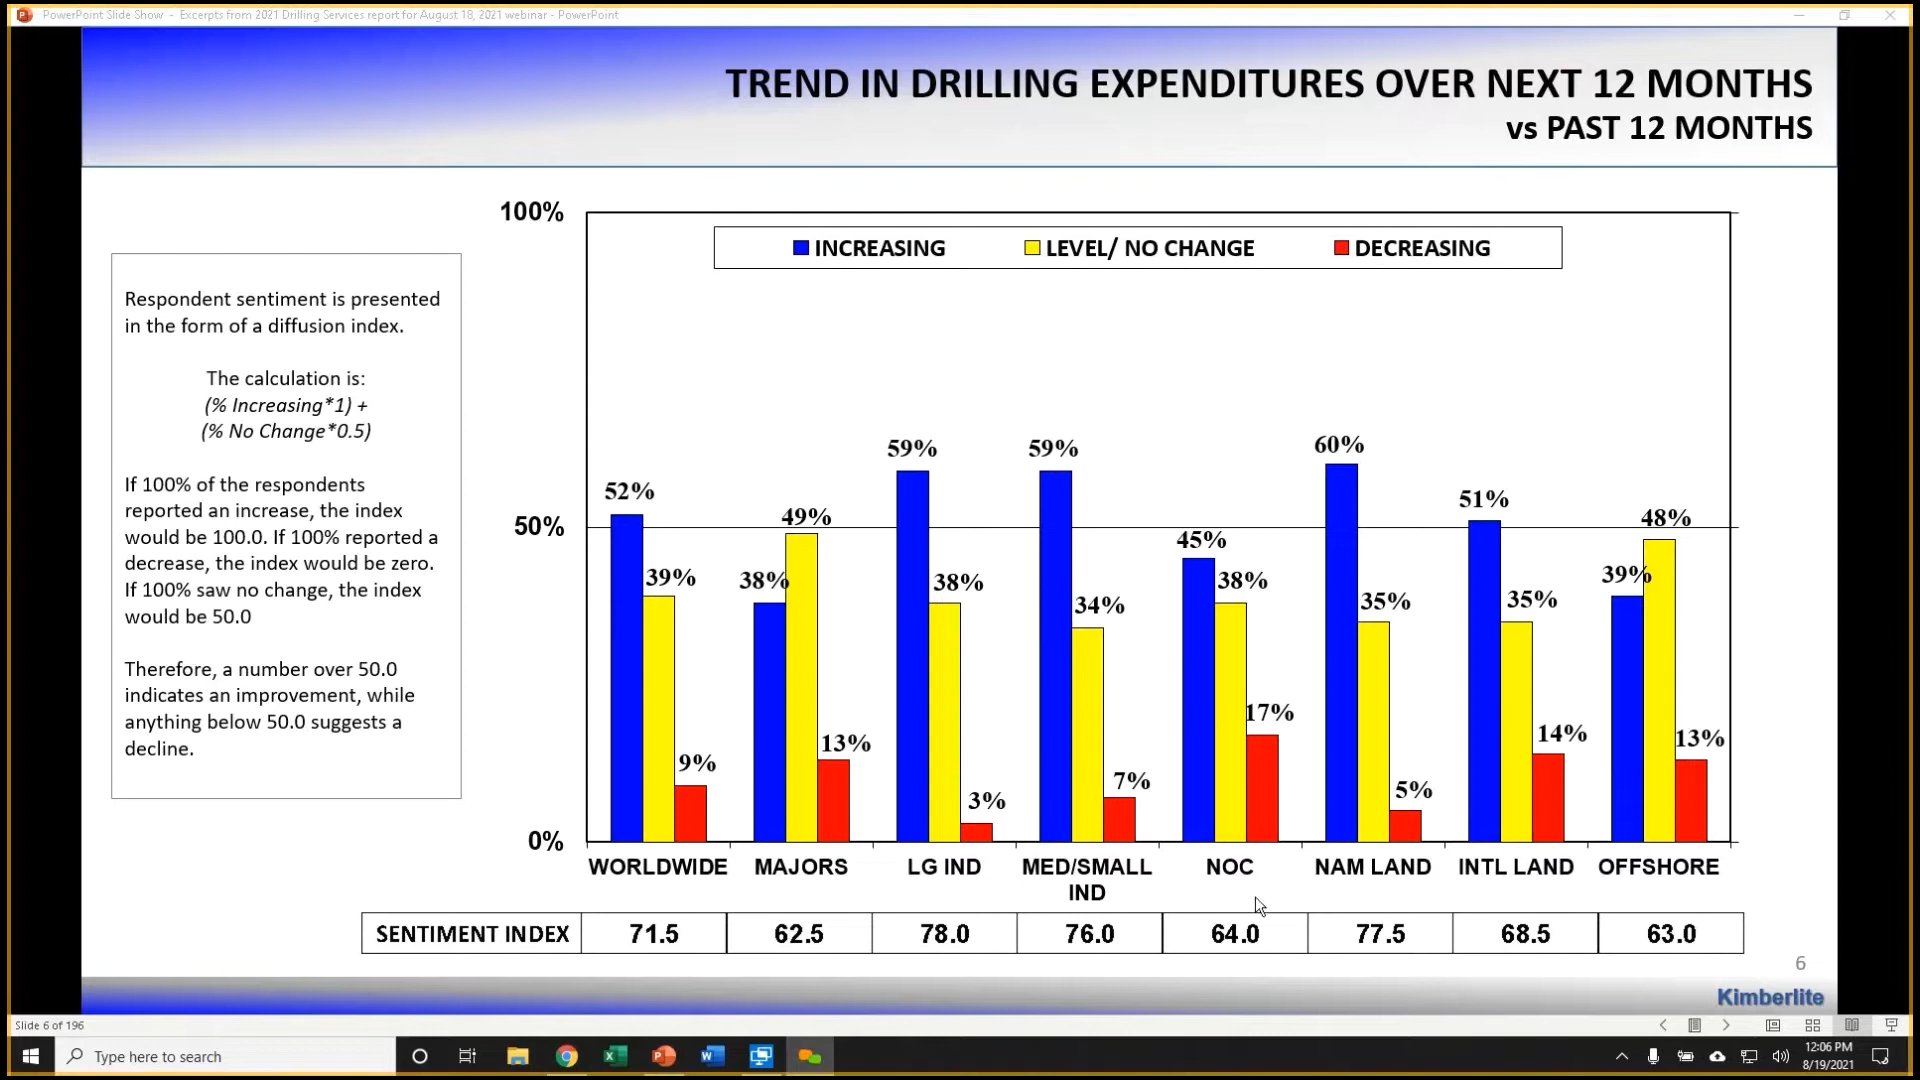 PowerPoint Slide Show - Excerpts from 2021 Drilling Services report for August 18, 2021 webinar - PowerPoint
TREND IN DRILLING EXPENDITURES OVER NEXT 12 MONTHS
vs PAST 12 MONTHS
Respondent sentiment is presented
in the form of a diffusion index.
The calculation is:
(% Increasing*1) +
(% No Change*0.5)
If 100% of the respondents
reported an increase, the index
would be 100.0. If 100% reported a
decrease, the index would be zero.
If 100% saw no change, the index
would be 50.0
Therefore, a number over 50.0
indicates an improvement, while
anything below 50.0 suggests a
decline.
100%
50%
0%
INCREASING LEVEL/ NO CHANGE DECREASING
52% 39% 9%
38% 49% 13%
59% 38% 3%
59% 34% 7%
45% 38% 17%
60% 35% 5%
51% 35% 14%
39% 48% 13%
WORLDWIDE MAJORS LG IND MED/SMALL IND NOC NAM LAND INTL LAND OFFSHORE
SENTIMENT INDEX 71.5 62.5 78.0 76.0 64.0 77.5 68.5 63.0
6
Kimberlite
Slide 6 of 196
Type here to search
12:06 PM
8/19/2021